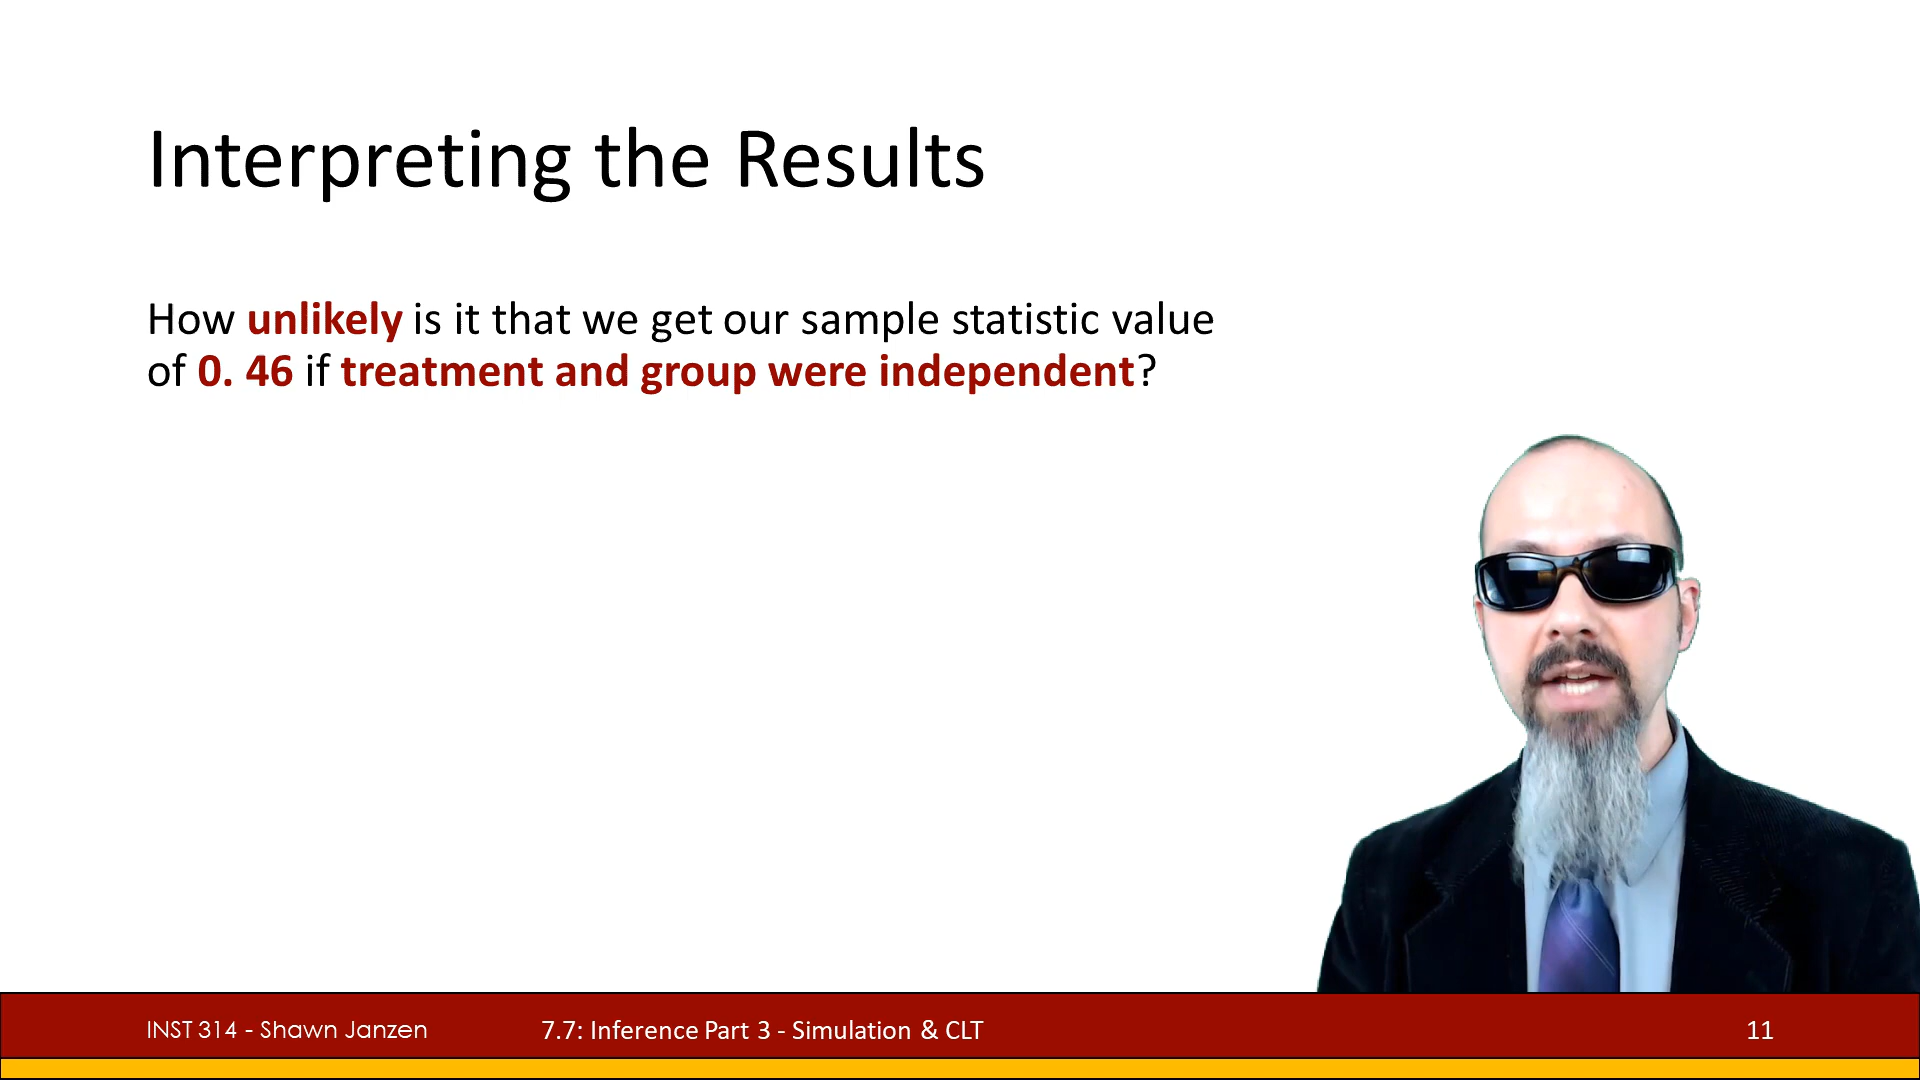 Interpreting the Results
How unlikely is it that we get our sample statistic value
of 0. 46 if treatment and group were independent?
INST 314 - Shawn Janzen
7.7: Inference Part 3 - Simulation & CLT
11